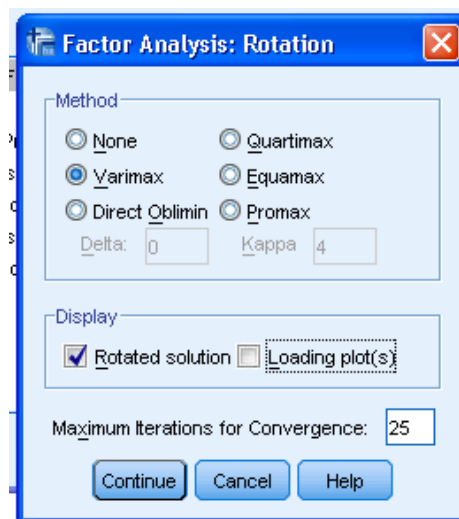 Factor Analysis: Rotation
Method
None Quartimax
Varimax Equamax
Direct Oblimin Promax
Delta: 0 Kappa 4
Display
Rotated solution Loading plot(s)
Maximum Iterations for Convergence: 25
Continue Cancel Help